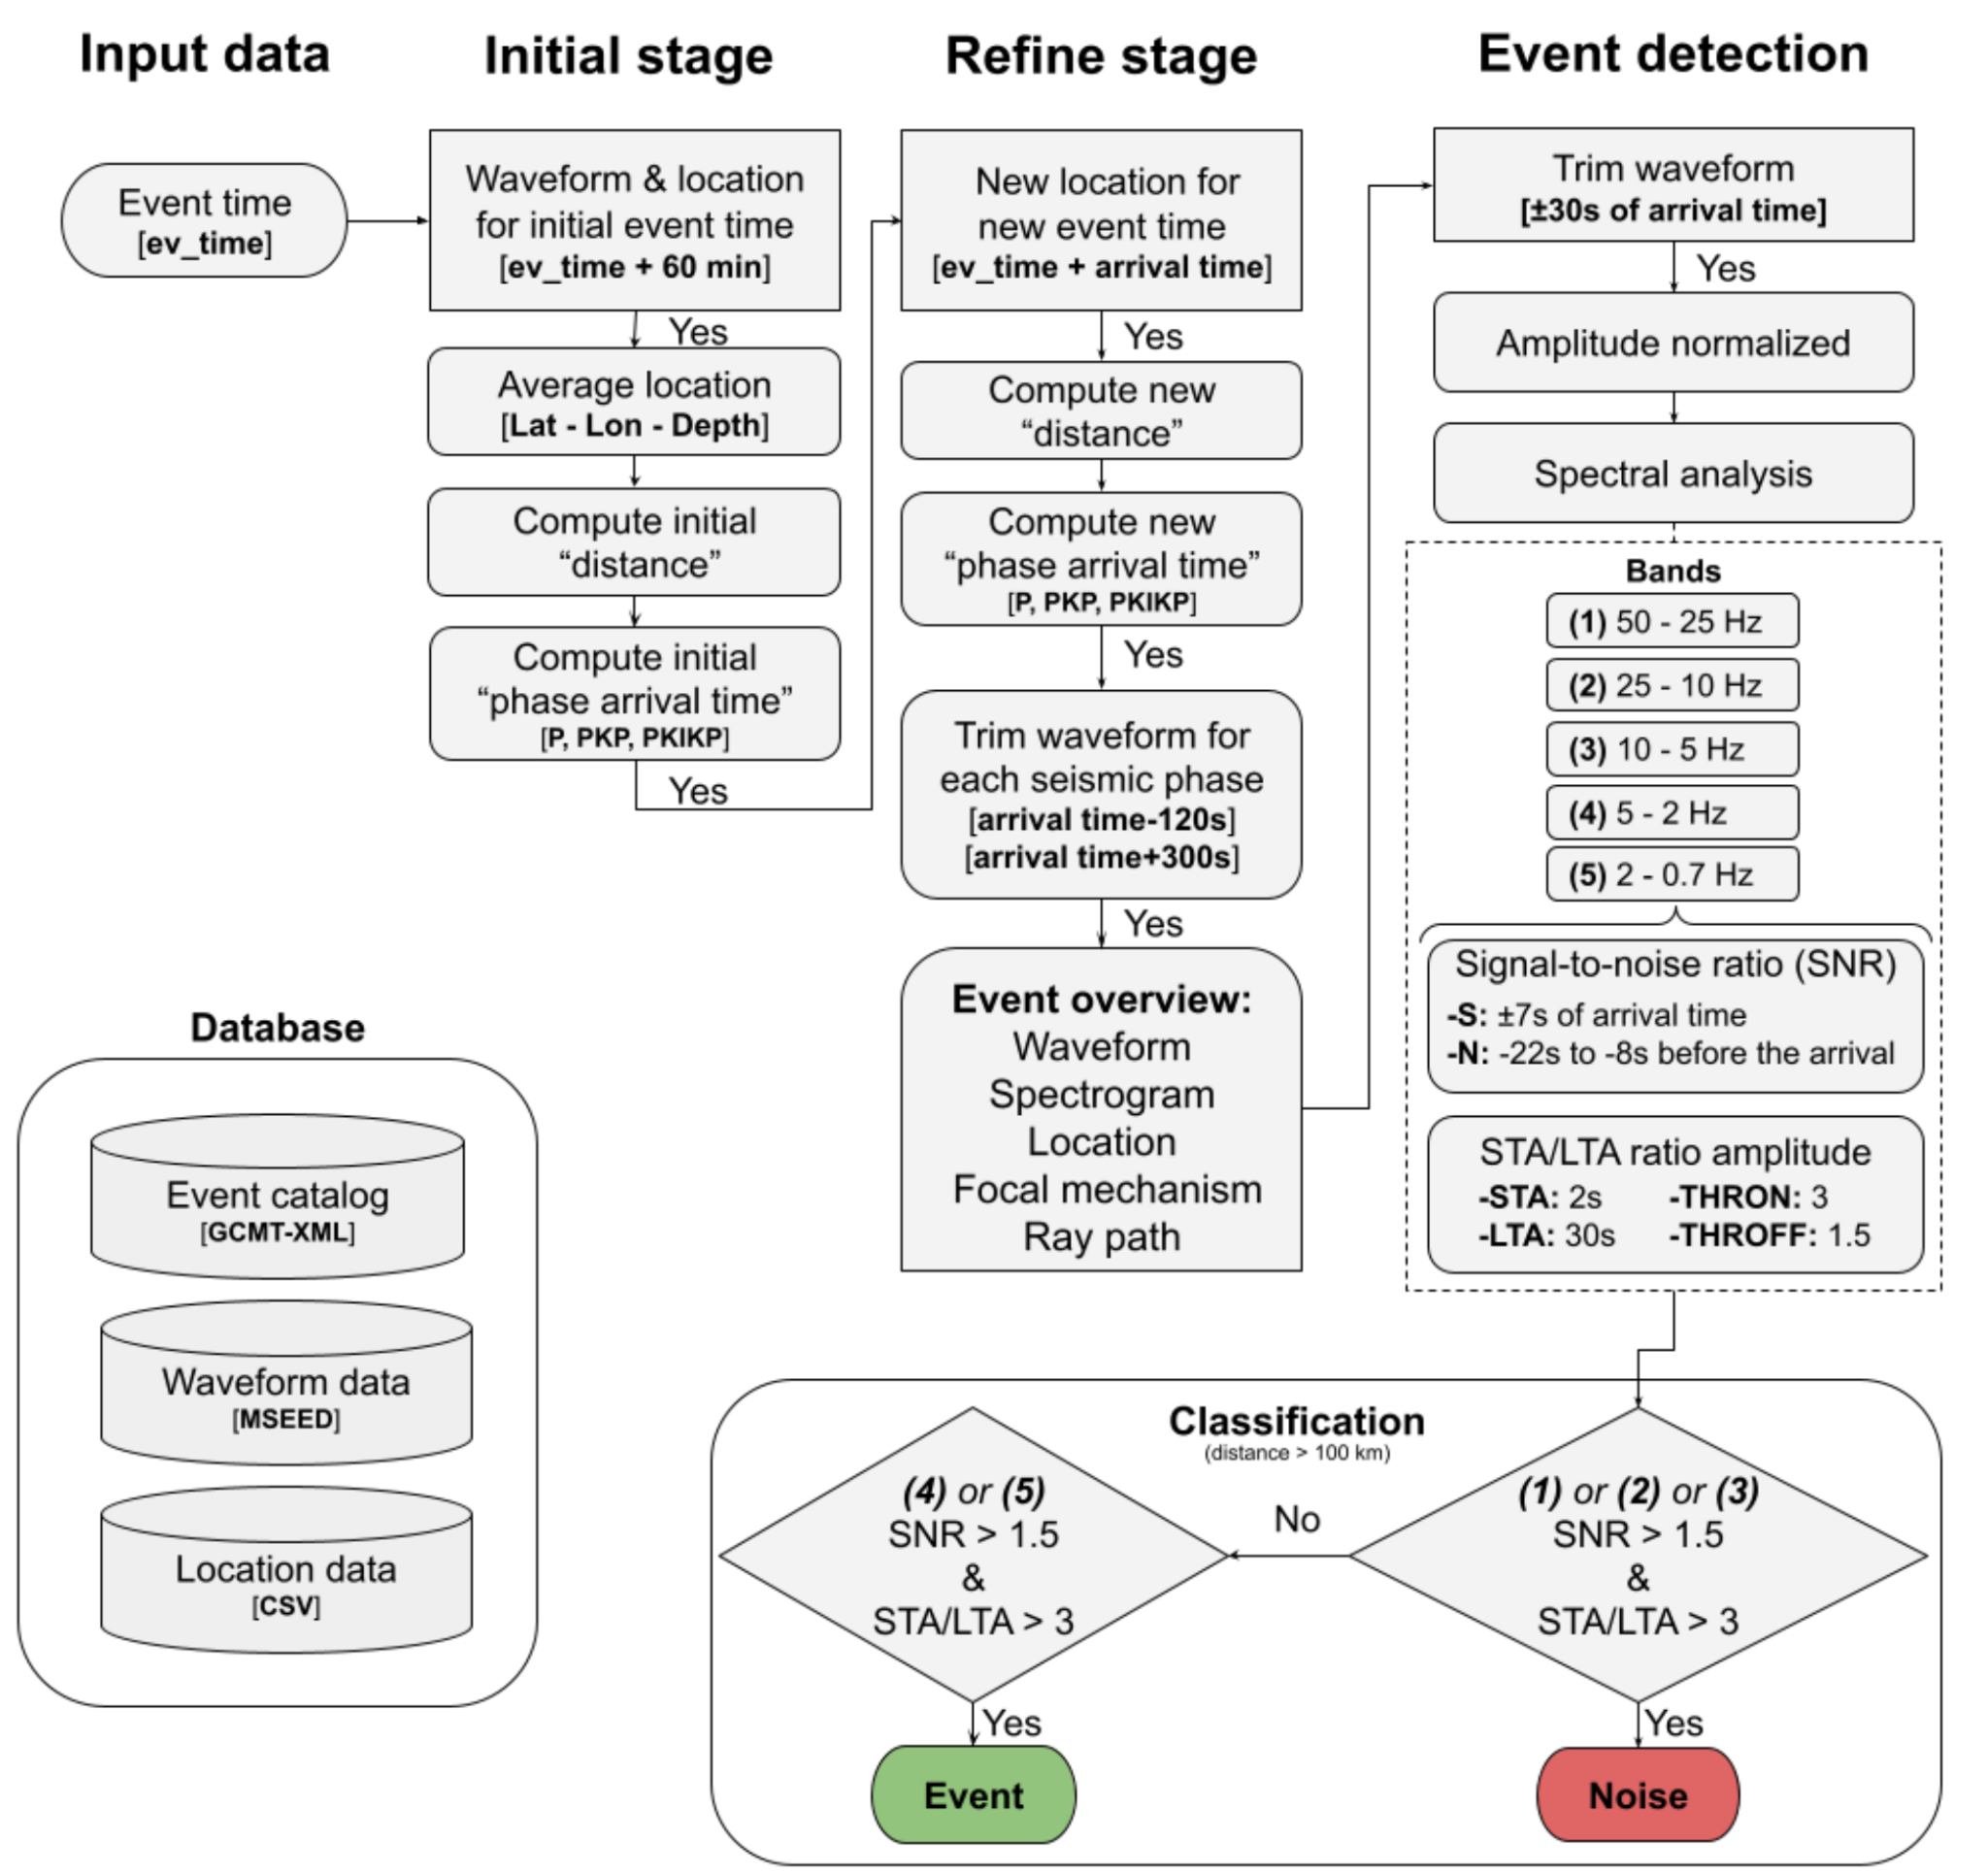 Input data
Event time
[ev_time]
Initial stage
Waveform & location
for initial event time
[ev_time + 60 min]
Yes
Average location
[Lat - Lon - Depth]
Compute initial
“distance”
Compute initial
“phase arrival time”
[P, PKP, PKIKP]
Yes
Refine stage
New location for
new event time
[ev_time + arrival time]
Yes
Compute new
“distance”
Compute new
“phase arrival time”
[P, PKP, PKIKP]
Yes
Trim waveform for
each seismic phase
[arrival time-120s]
[arrival time+300s]
Yes
Event overview:
Waveform
Spectrogram
Location
Focal mechanism
Ray path
Event detection
Trim waveform
[±30s of arrival time]
Yes
Amplitude normalized
Spectral analysis
Bands
(1) 50 - 25 Hz
(2) 25 - 10 Hz
(3) 10 - 5 Hz
(4) 5 - 2 Hz
(5) 2 - 0.7 Hz
Signal-to-noise ratio (SNR)
-S: ±7s of arrival time
-N: -22s to -8s before the arrival
STA/LTA ratio amplitude
-STA: 2s -THRON: 3
-LTA: 30s -THROFF: 1.5
Database
Event catalog
[GCMT-XML]
Waveform data
[MSEED]
Location data
[CSV]
Classification
(distance > 100 km)
(1) or (2) or (3)
SNR > 1.5
&
STA/LTA > 3
No
Yes
Noise
(4) or (5)
SNR > 1.5
&
STA/LTA > 3
Yes
Event